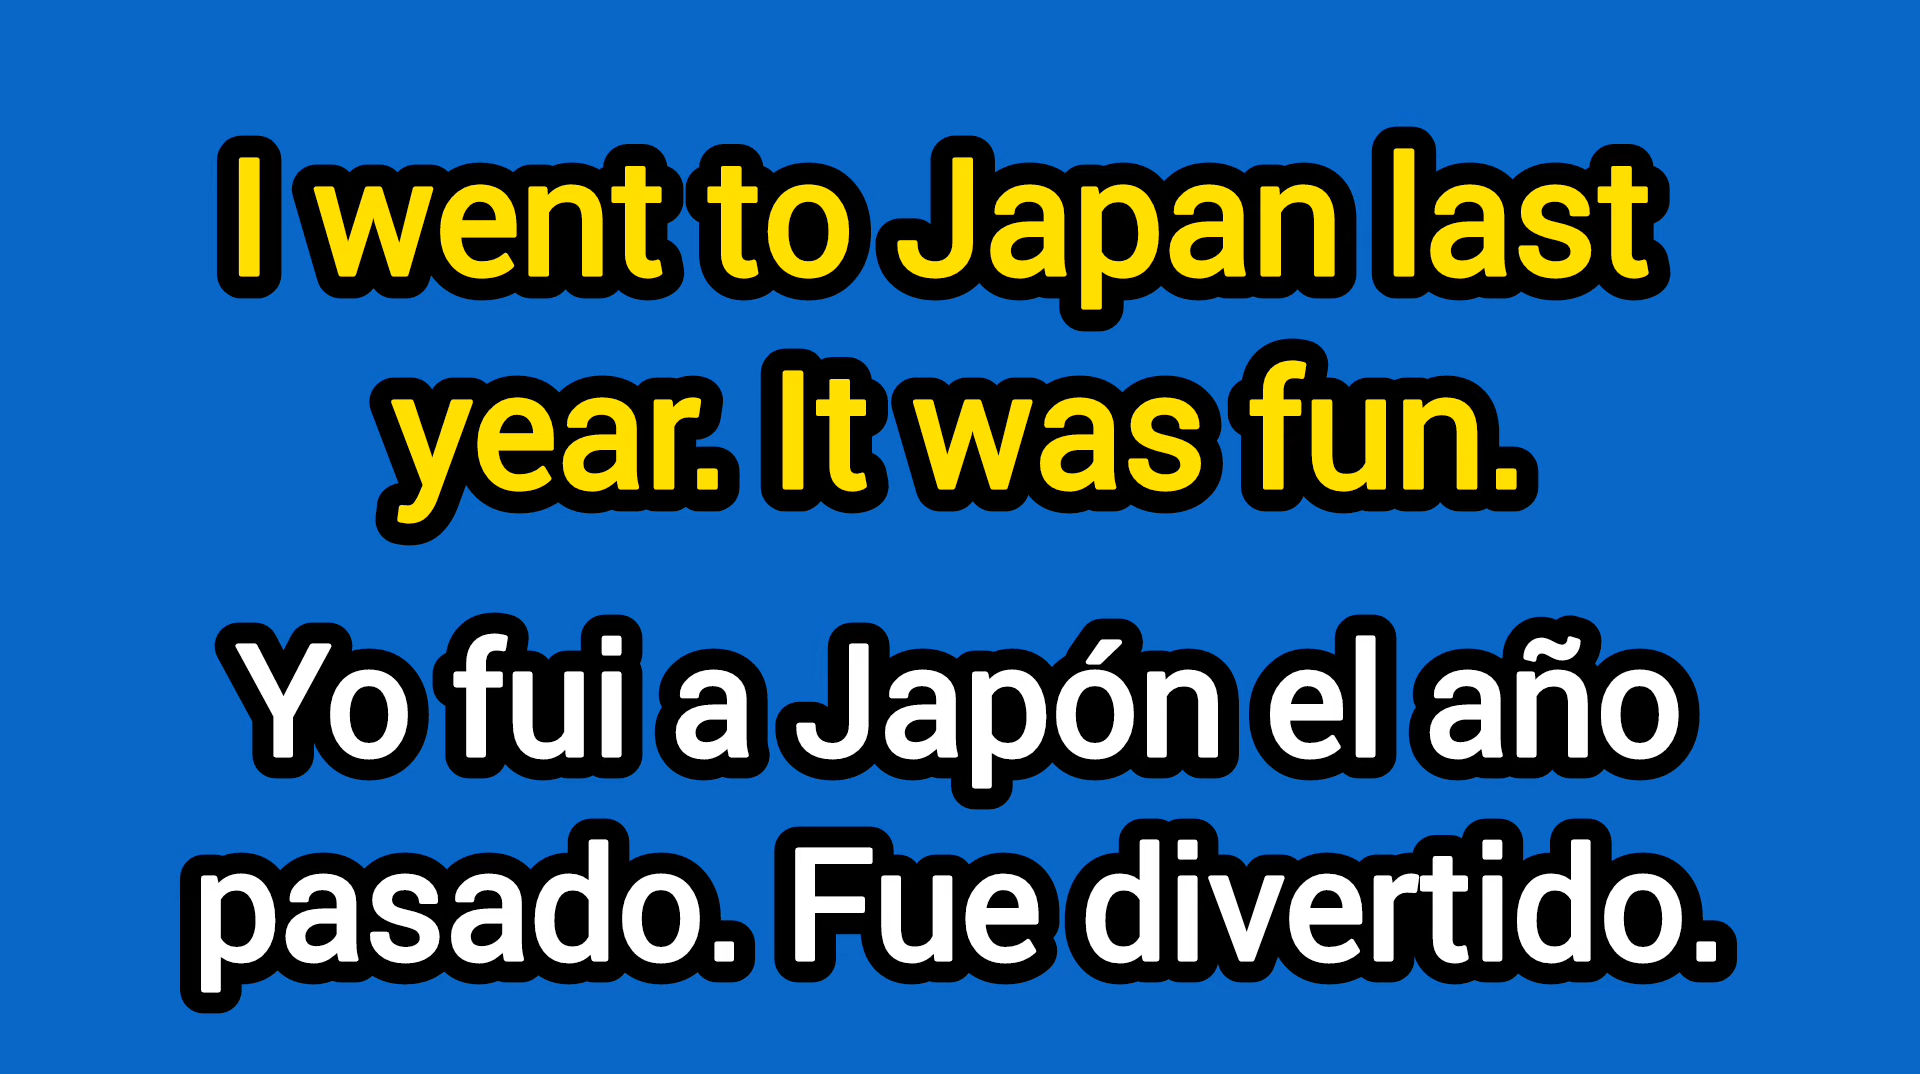 I went to Japan last
year. It was fun.
Yo fui a Japón el año
pasado. Fue divertido.